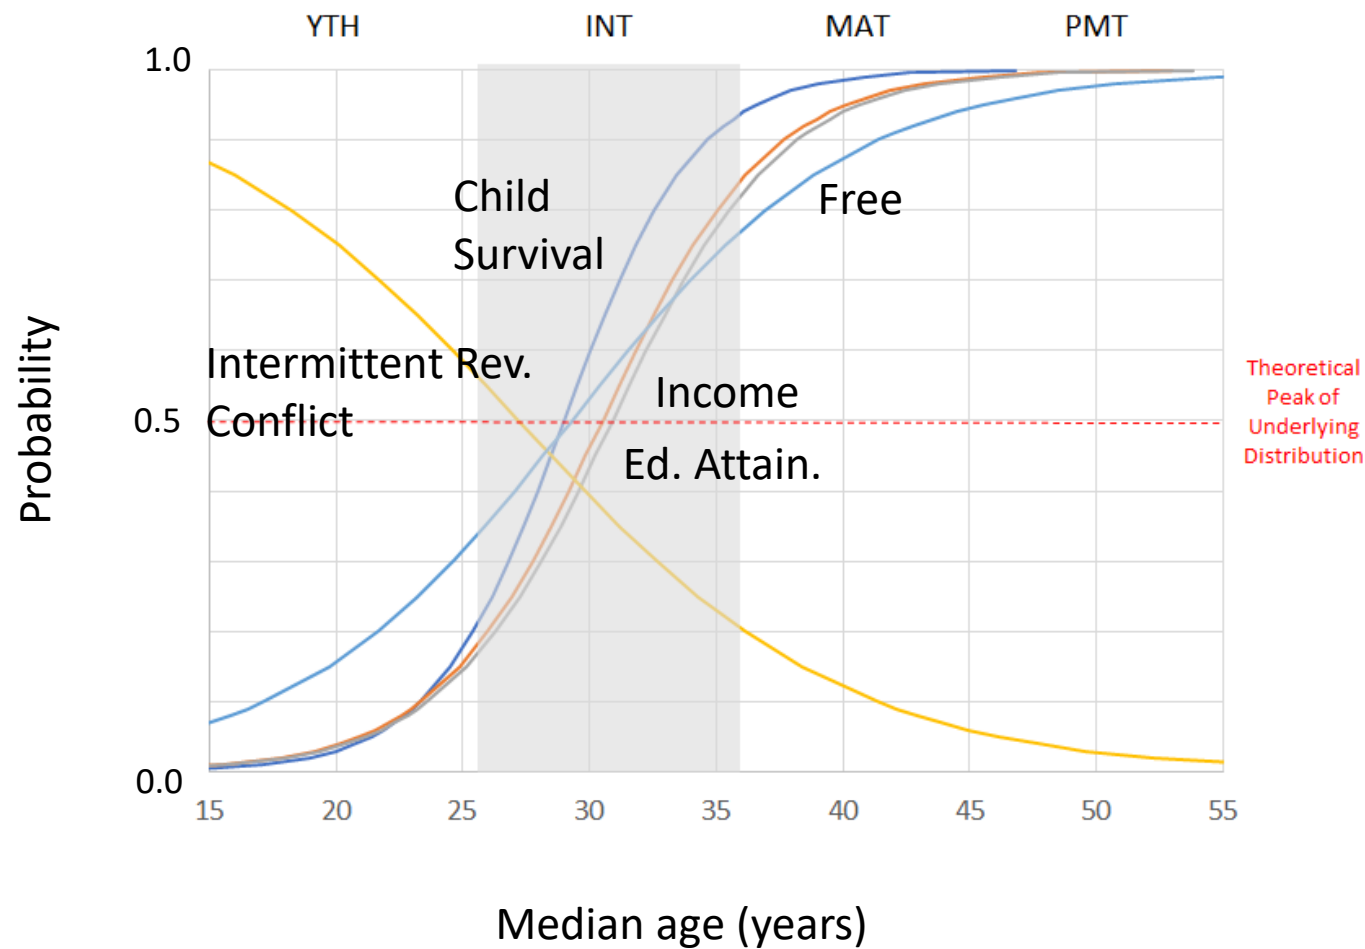 YTH INT MAT PMT
1.0
Child
Survival
Free
Intermittent Rev.
Conflict
Income
Ed. Attain.
0.5
0.0
Probability
Theoretical
Peak of
Underlying
Distribution
15 20 25 30 35 40 45 50 55
Median age (years)